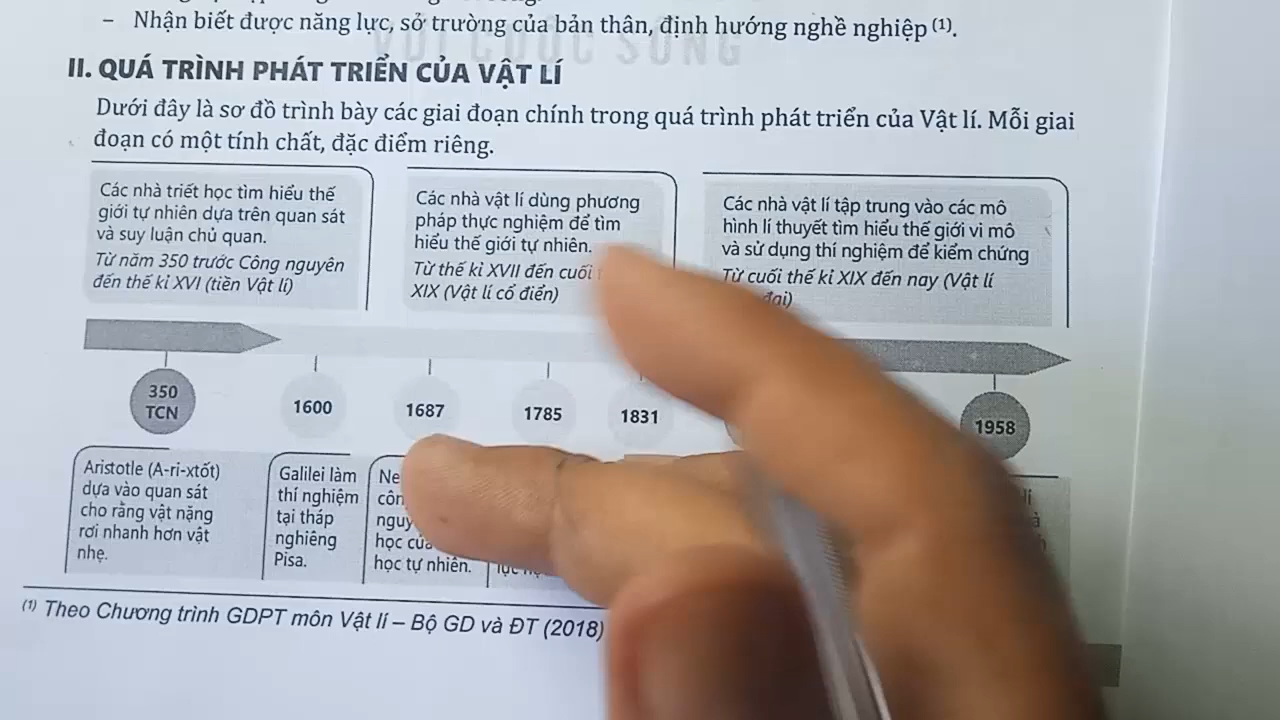 – Nhận biết được năng lực, sở trường của bản thân, định hướng nghề nghiệp (1).
II. QUÁ TRÌNH PHÁT TRIỂN CỦA VẬT LÍ
Dưới đây là sơ đồ trình bày các giai đoạn chính trong quá trình phát triển của Vật lí. Mỗi giai
đoạn có một tính chất, đặc điểm riêng.
Các nhà triết học tìm hiểu thế
giới tự nhiên dựa trên quan sát
và suy luận chủ quan.
Từ năm 350 trước Công nguyên
đến thế kỉ XVI (tiền Vật lí)
Các nhà vật lí dùng phương
pháp thực nghiệm để tìm
hiểu thế giới tự nhiên.
Từ thế kỉ XVII đến cuối
XIX (Vật lí cổ điển)
Các nhà vật lí tập trung vào các mô
hình lí thuyết tìm hiểu thế giới vi mô
và sử dụng thí nghiệm để kiểm chứng
Từ cuối thế kỉ XIX đến nay (Vật lí
đại)
350
TCN
1600
1687
1785
1831
1958
Aristotle (A-ri-xtốt)
dựa vào quan sát
cho rằng vật nặng
rơi nhanh hơn vật
nhẹ.
Galilei làm
thí nghiệm
tại tháp
nghiêng
Pisa.
học của
học tự nhiên.
(1) Theo Chương trình GDPT môn Vật lí – Bộ GD và ĐT (2018)